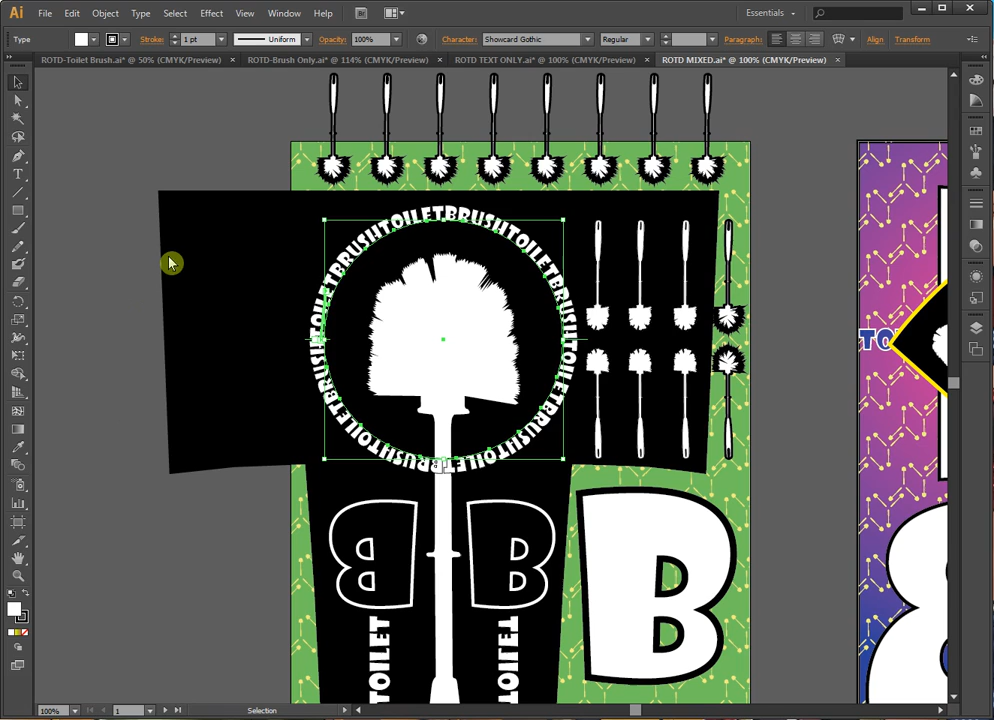 Ai File Edit Object Type Select Effect View Window Help Br Essentials
Type Stroke: 1 pt Uniform Opacity: 100% Character: Showcard Gothic Regular Paragraph: Align Transform
ROTD-Toilet Brush.ai* @ 50% (CMYK/Preview) × ROTD-Brush Only.ai* @ 114% (CMYK/Preview) × ROTD TEXT ONLY.ai* @ 100% (CMYK/Preview) × ROTD MIXED.ai* @ 100% (CMYK/Preview) ×
TOILETBRUSHTOILETBRUSHTOILETBRUSHTOILETBRUSHTOILETBRUSH
TO
B B B
TOILET TOILET
100% 1 Selection